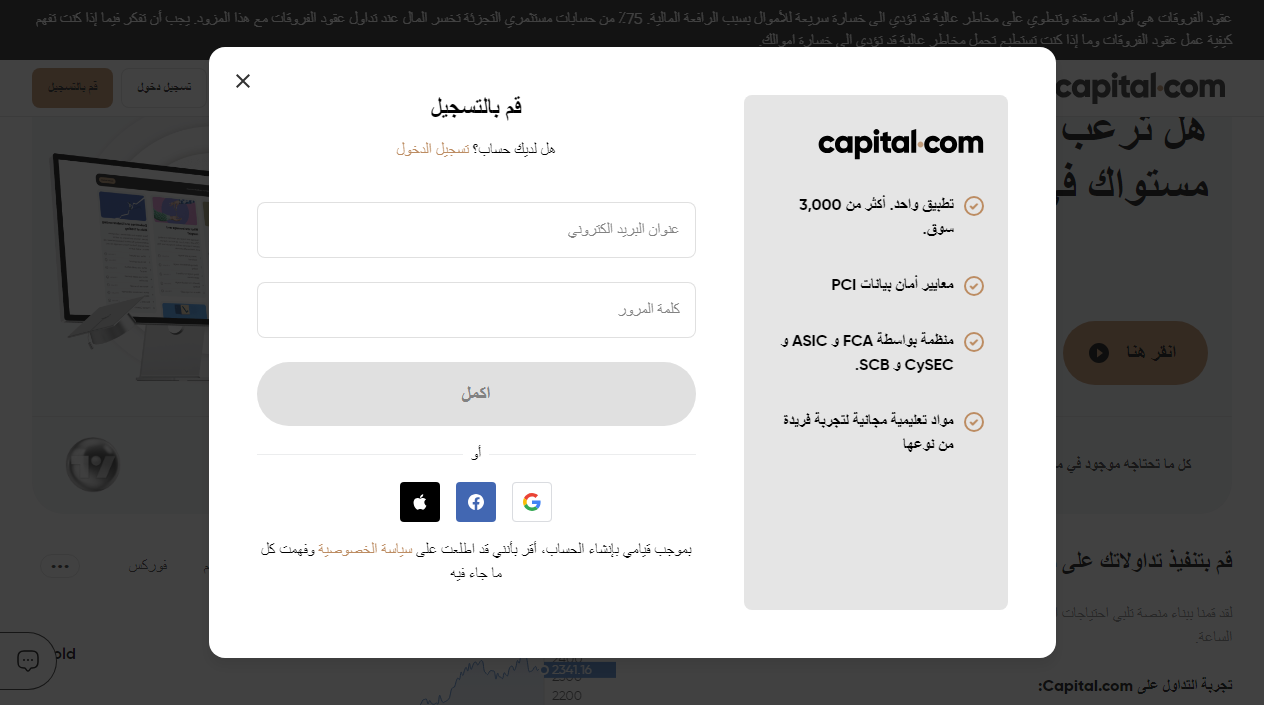 عقود الفروقات هي أدوات معقدة وتنطوي على مخاطر عالية قد تؤدي الى خسارة سريعة للأموال بسبب الرافعة المالية. 75٪ من حسابات مستثمري التجزئة تخسر المال عند تداول عقود الفروقات مع هذا المزود. يجب أن تفكر فيما إذا كنت تفهم
كيفية عمل عقود الفروقات وما إذا كنت تستطيع تحمل مخاطر عالية قد تؤدي الى خسارة اموالك.
capital.com
تسجيل دخول
قم بالتسجيل
هل ترغب
مستواك في
انقر هنا
كل ما تحتاجه موجود في
capital.com
تطبيق واحد. أكثر من 3,000
سوق.
معايير أمان بيانات PCI
منظمة بواسطة FCA و ASIC و
CySEC و SCB.
مواد تعليمية مجانية لتجربة فريدة
من نوعها
قم بالتسجيل
هل لديك حساب؟ تسجيل الدخول
عنوان البريد الكتروني
كلمة المرور
اكمل
أو
بموجب قيامي بإنشاء الحساب، أقر بأنني قد اطلعت على سياسة الخصوصية وفهمت كل
ما جاء فيه
فوركس
قم بتنفيذ تداولاتك على
لقد قمنا ببناء منصة تلبي احتياجات
الساعة.
تجربة التداول على Capital.com:
2341.16
2200